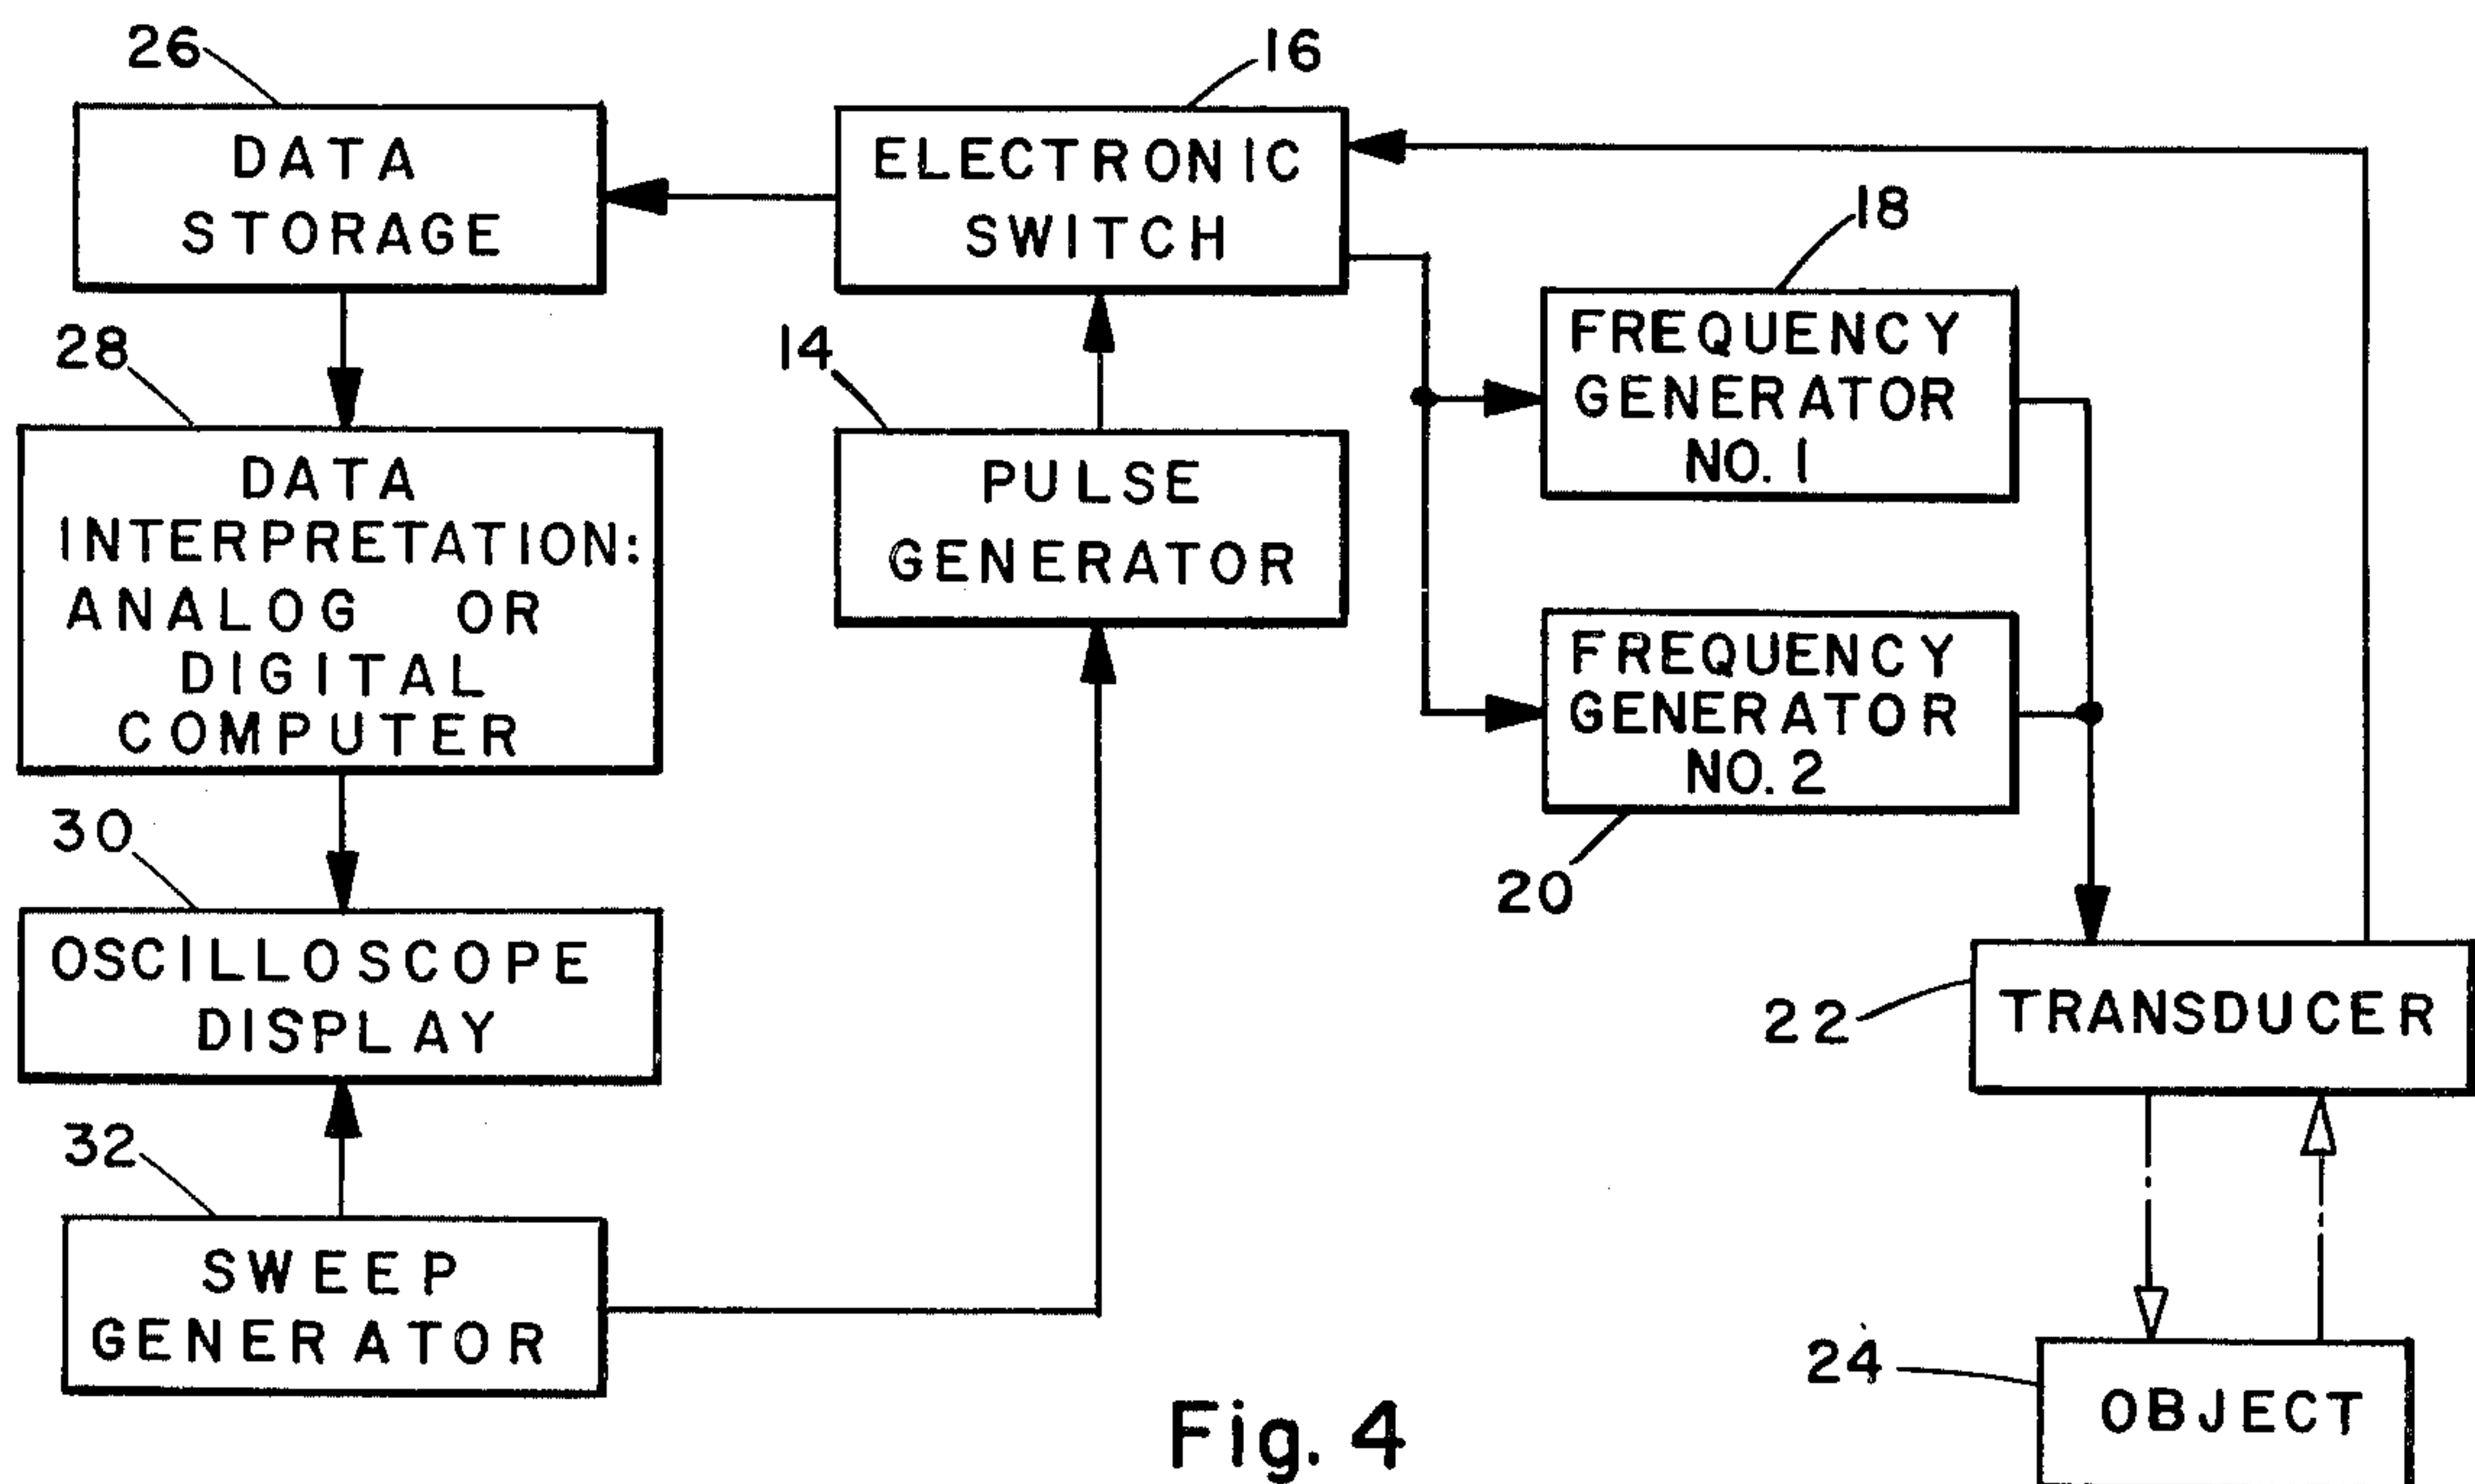 26
DATA
STORAGE
16
ELECTRONIC
SWITCH
18
FREQUENCY
GENERATOR
NO. 1
28
DATA
INTERPRETATION:
ANALOG OR
DIGITAL
COMPUTER
14
PULSE
GENERATOR
FREQUENCY
GENERATOR
NO. 2
20
30
OSCILLOSCOPE
DISPLAY
22
TRANSDUCER
32
SWEEP
GENERATOR
24
OBJECT
Fig. 4